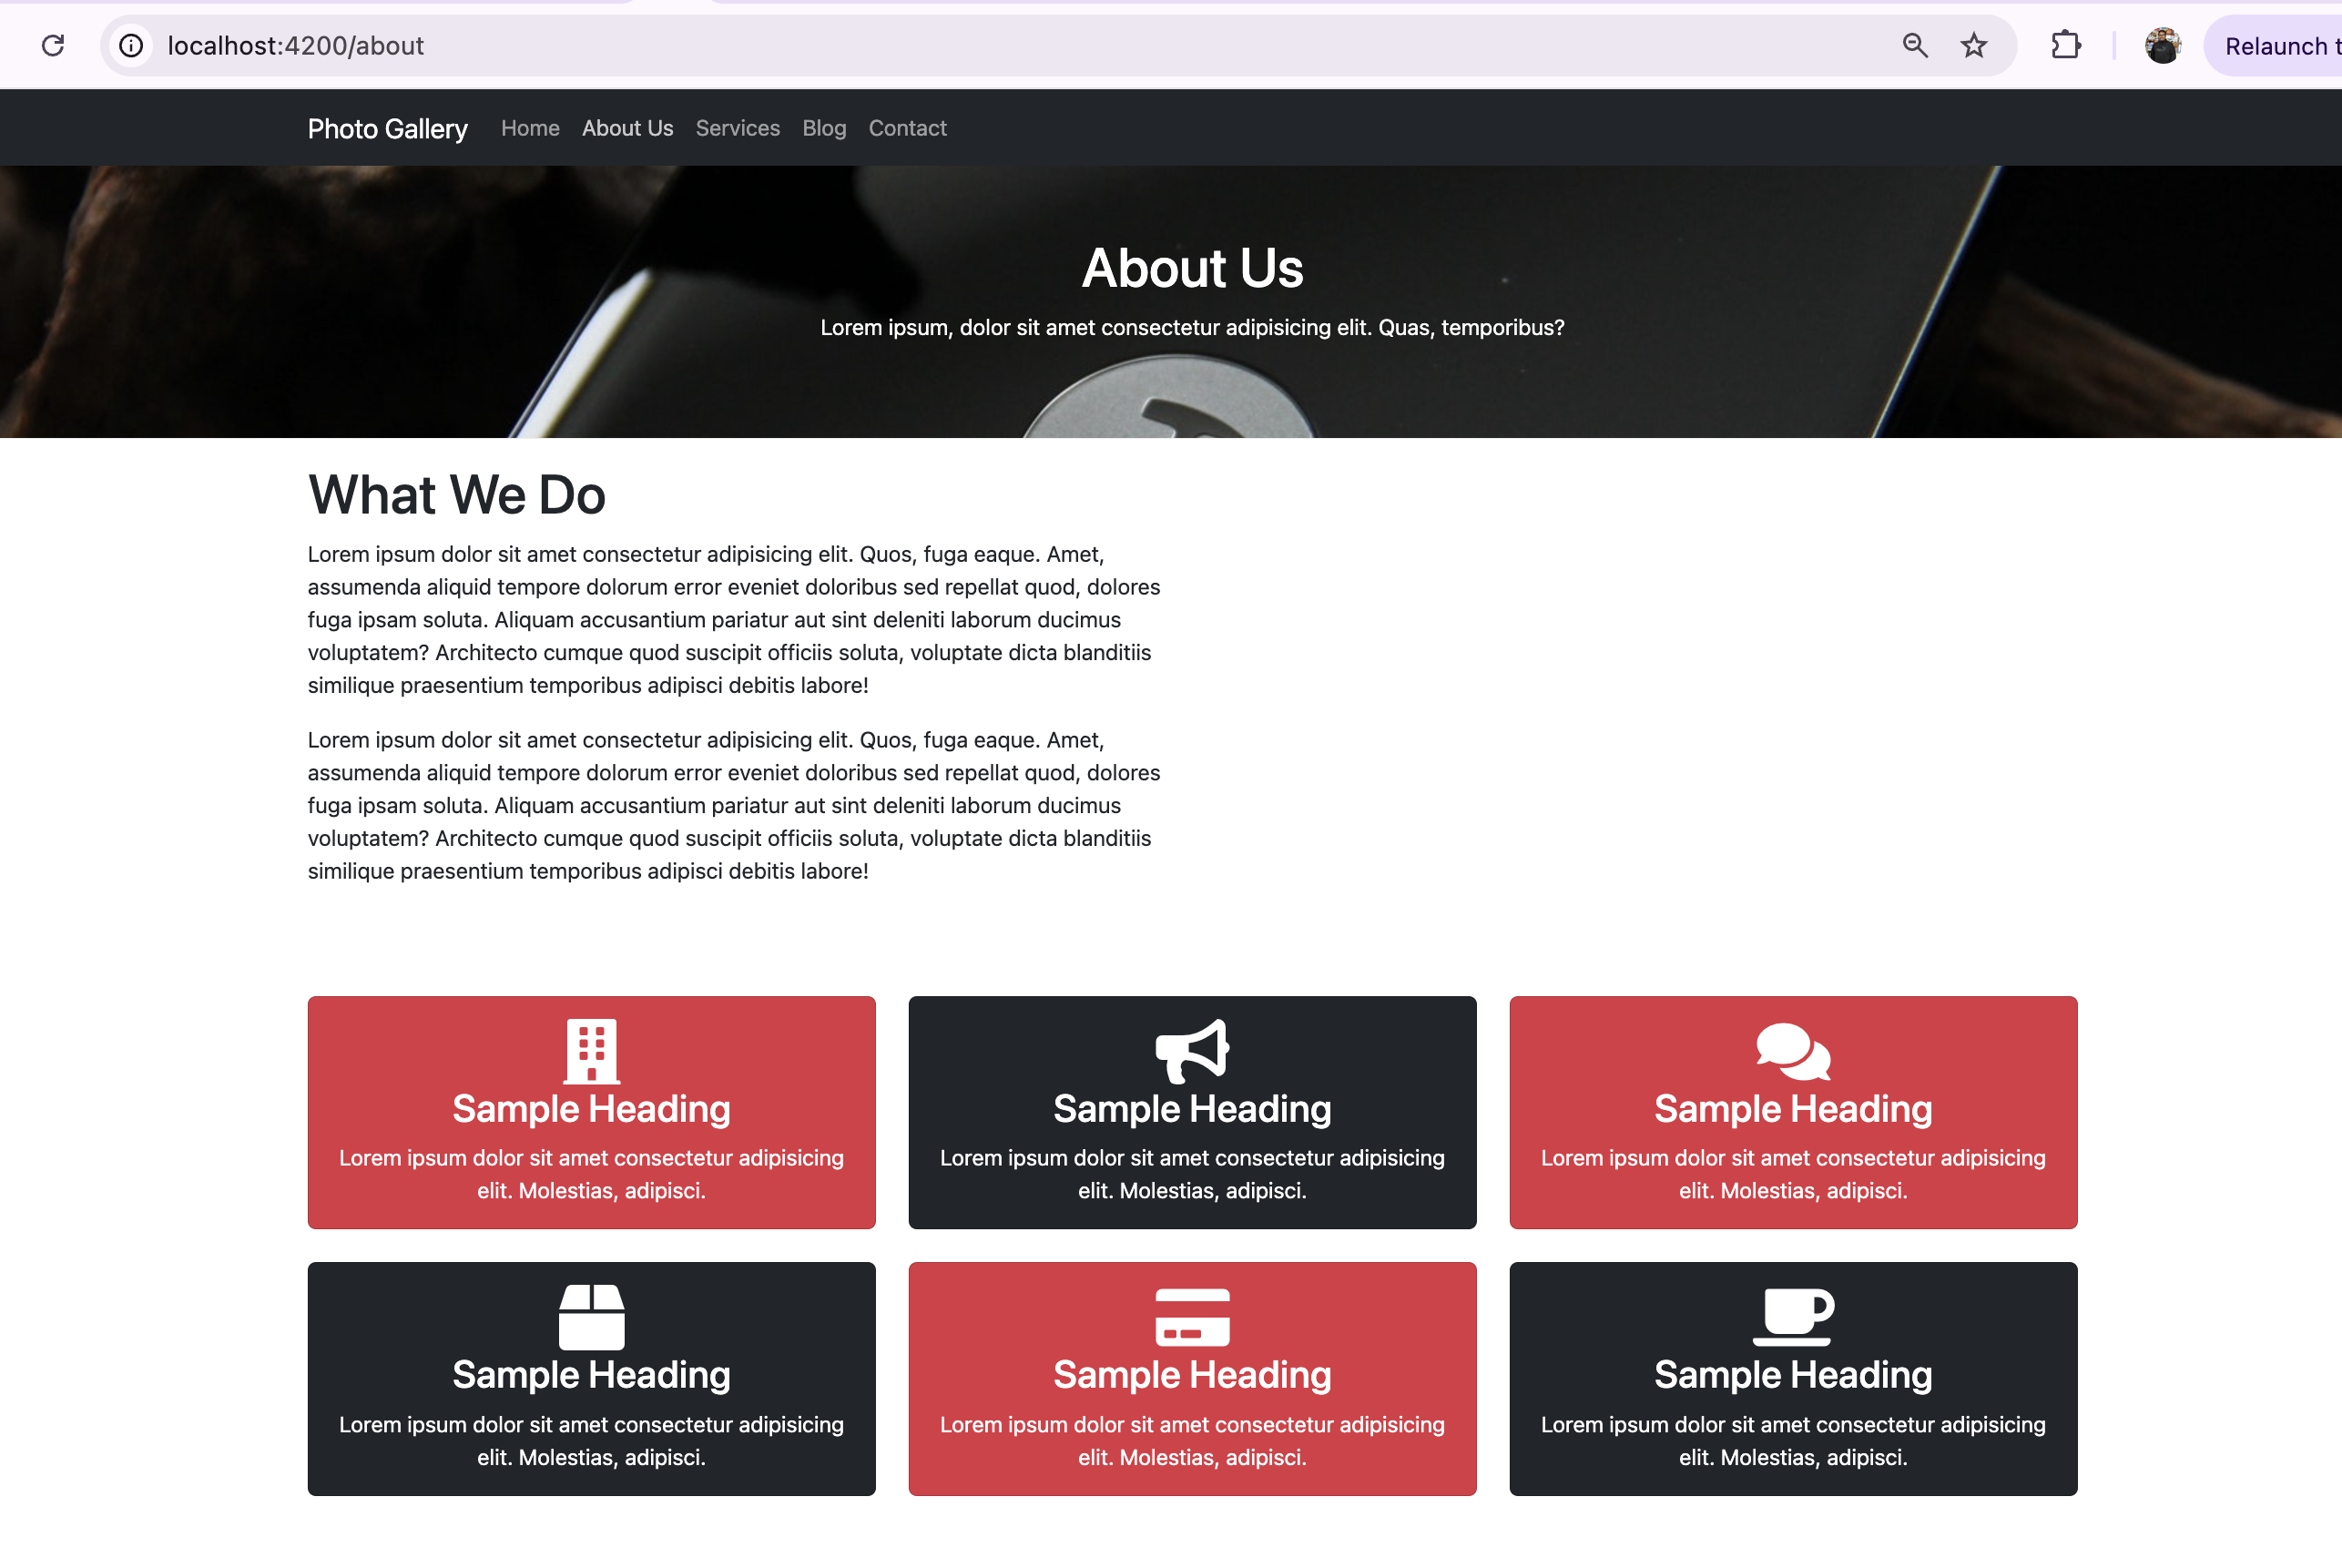 localhost:4200/about
Relaunch t
Photo Gallery Home About Us Services Blog Contact
About Us
Lorem ipsum, dolor sit amet consectetur adipisicing elit. Quas, temporibus?
What We Do
Lorem ipsum dolor sit amet consectetur adipisicing elit. Quos, fuga eaque. Amet,
assumenda aliquid tempore dolorum error eveniet doloribus sed repellat quod, dolores
fuga ipsam soluta. Aliquam accusantium pariatur aut sint deleniti laborum ducimus
voluptatem? Architecto cumque quod suscipit officiis soluta, voluptate dicta blanditiis
similique praesentium temporibus adipisci debitis labore!
Lorem ipsum dolor sit amet consectetur adipisicing elit. Quos, fuga eaque. Amet,
assumenda aliquid tempore dolorum error eveniet doloribus sed repellat quod, dolores
fuga ipsam soluta. Aliquam accusantium pariatur aut sint deleniti laborum ducimus
voluptatem? Architecto cumque quod suscipit officiis soluta, voluptate dicta blanditiis
similique praesentium temporibus adipisci debitis labore!
Sample Heading
Lorem ipsum dolor sit amet consectetur adipisicing
elit. Molestias, adipisci.
Sample Heading
Lorem ipsum dolor sit amet consectetur adipisicing
elit. Molestias, adipisci.
Sample Heading
Lorem ipsum dolor sit amet consectetur adipisicing
elit. Molestias, adipisci.
Sample Heading
Lorem ipsum dolor sit amet consectetur adipisicing
elit. Molestias, adipisci.
Sample Heading
Lorem ipsum dolor sit amet consectetur adipisicing
elit. Molestias, adipisci.
Sample Heading
Lorem ipsum dolor sit amet consectetur adipisicing
elit. Molestias, adipisci.